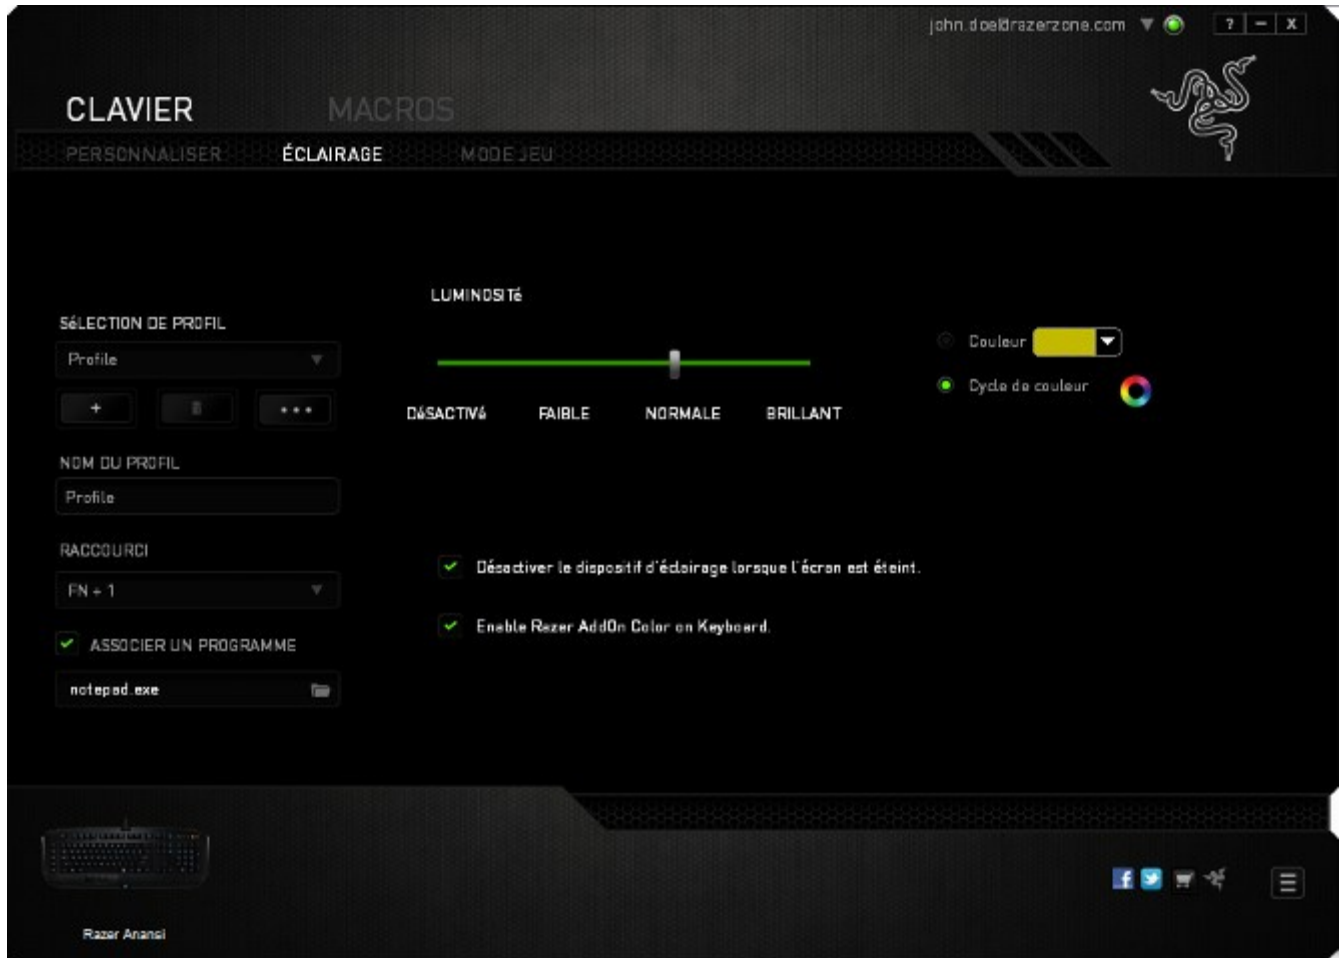 john.doe@razerzone.com
? – X
CLAVIER MACROS
PERSONNALISER ÉCLAIRAGE MODE JEU
LUMINOSITé
SéLECTION DE PROFIL
Profile
Couleur
Cycle de couleur
+ •••
DéSACTIVé FAIBLE NORMALE BRILLANT
NOM DU PROFIL
Profile
RACCOURCI
FN + 1
Désactiver le dispositif d'éclairage lorsque l'écran est éteint.
Enable Razer AddOn Color on Keyboard.
ASSOCIER UN PROGRAMME
notepad.exe
f
Razer Anansi